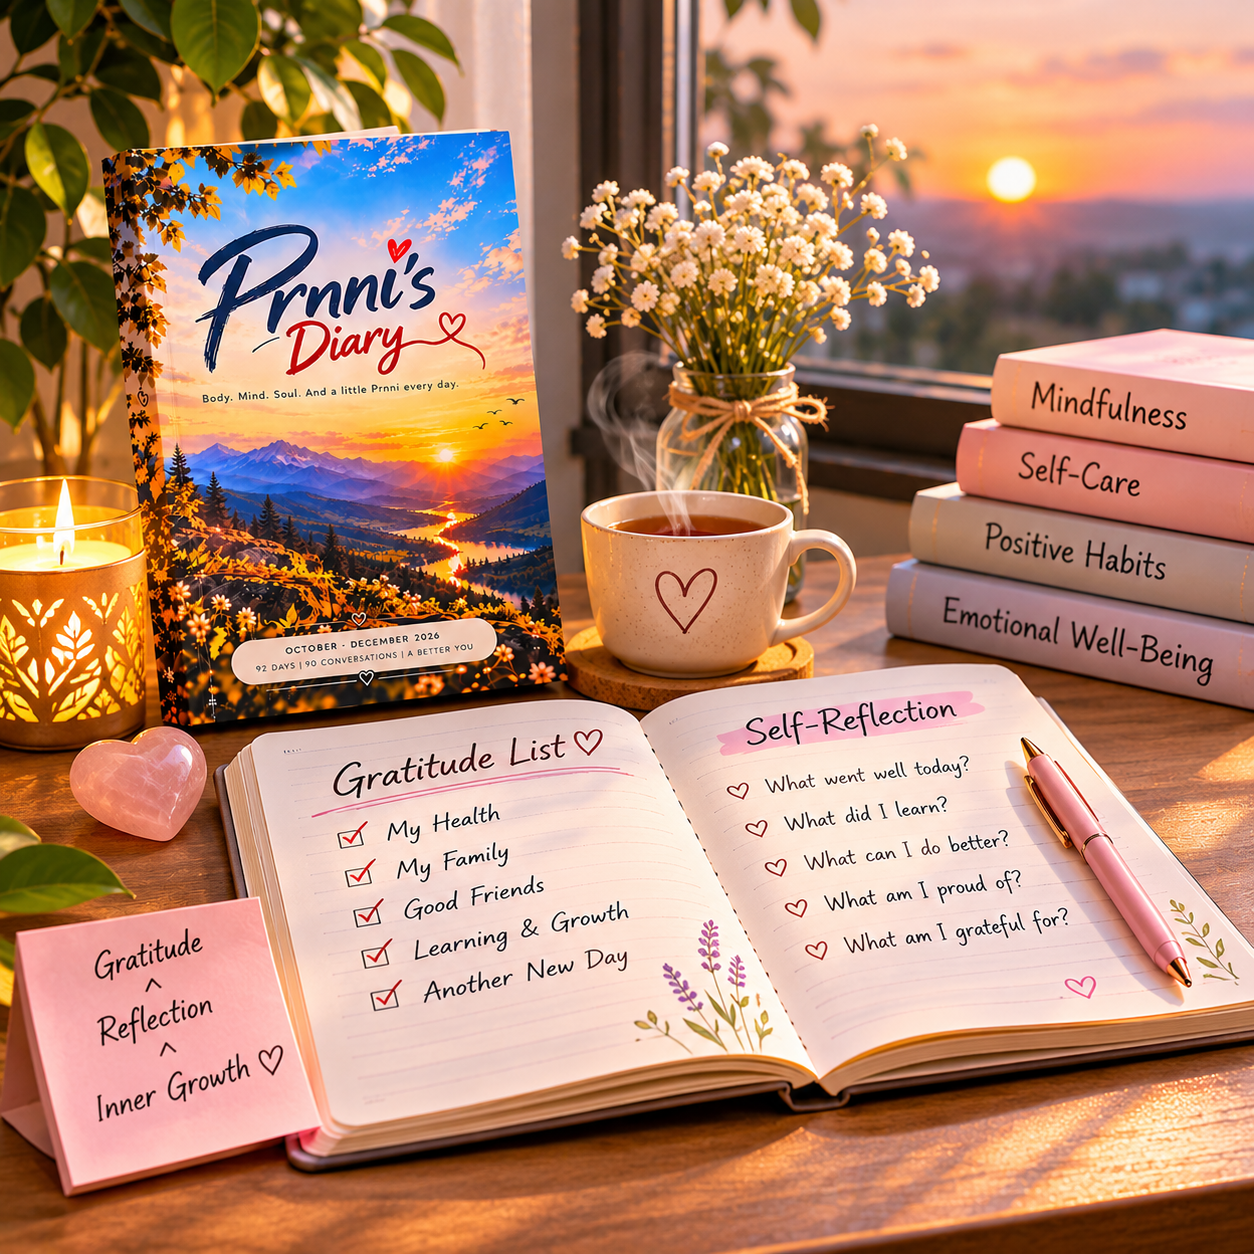 Prnni's
Diary
Body. Mind. Soul. And a little Prnni every day.
OCTOBER - DECEMBER 2026
92 DAYS | 90 CONVERSATIONS | A BETTER YOU
Mindfulness
Self-Care
Positive Habits
Emotional Well-Being
Gratitude List
My Health
My Family
Good Friends
Learning & Growth
Another New Day
Self-Reflection
What went well today?
What did I learn?
What can I do better?
What am I proud of?
What am I grateful for?
Gratitude
Reflection
Inner Growth